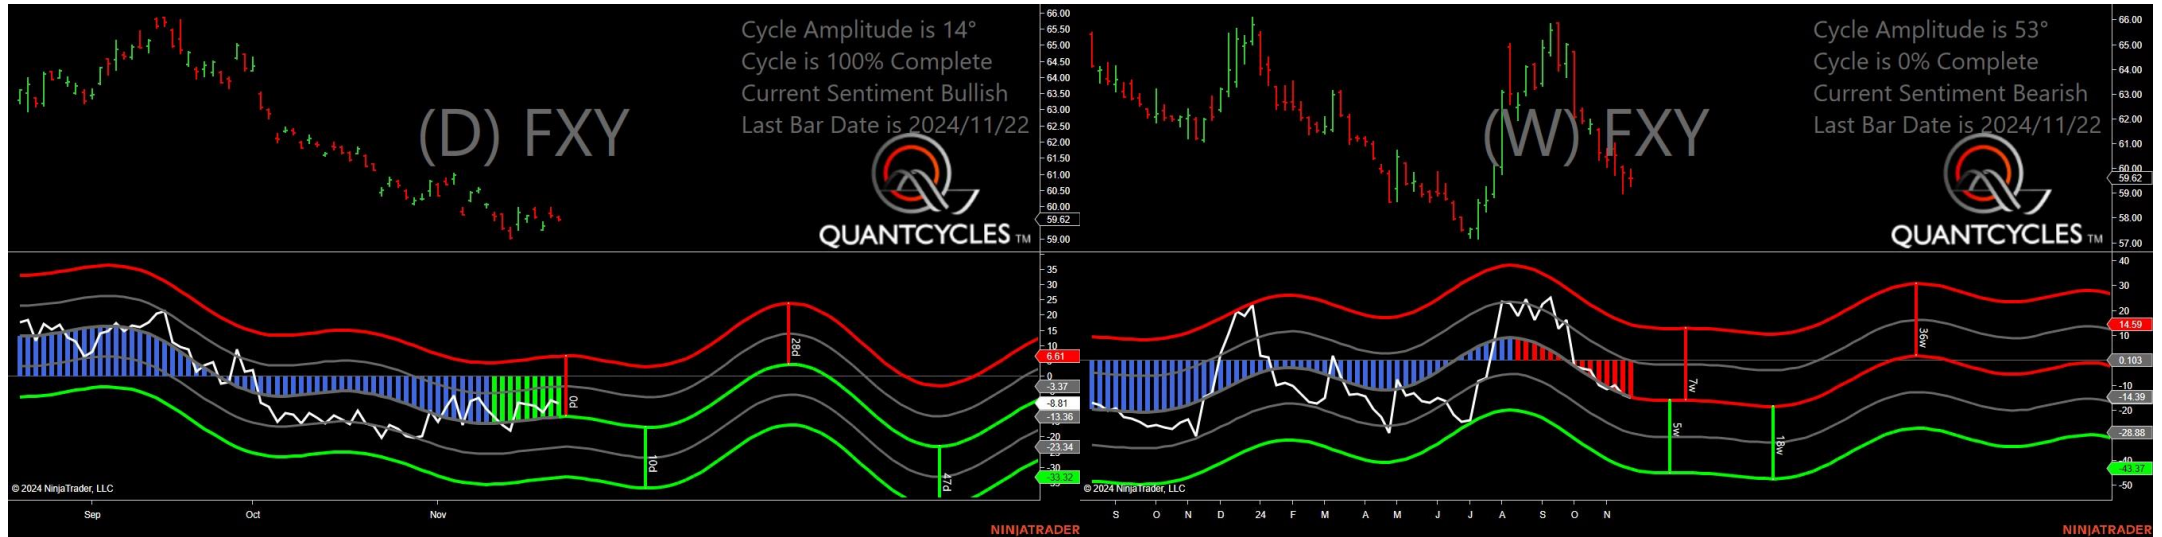 Cycle Amplitude is 14°
Cycle is 100% Complete
Current Sentiment Bullish
Last Bar Date is 2024/11/22
(D) FXY
QUANTCYCLES TM
66.00
65.50
65.00
64.50
64.00
63.50
63.00
62.50
62.00
61.50
61.00
60.50
60.00
59.62
59.00
35
30
25
20
15
10
6.61
0
-3.37
-8.81
-13.36
-20
-23.34
-30
-33.32
0d
10d
28d
47d
© 2024 NinjaTrader, LLC
Sep Oct Nov
NINJATRADER
Cycle Amplitude is 53°
Cycle is 0% Complete
Current Sentiment Bearish
Last Bar Date is 2024/11/22
(W) FXY
QUANTCYCLES TM
66.00
65.00
64.00
63.00
62.00
61.00
60.00
59.62
59.00
58.00
57.00
40
30
20
14.59
10
0.103
-10
-14.39
-20
-28.88
-40
-43.37
-50
5w
7w
18w
36w
© 2024 NinjaTrader, LLC
S O N D 24 F M A M J J A S O N
NINJATRADER